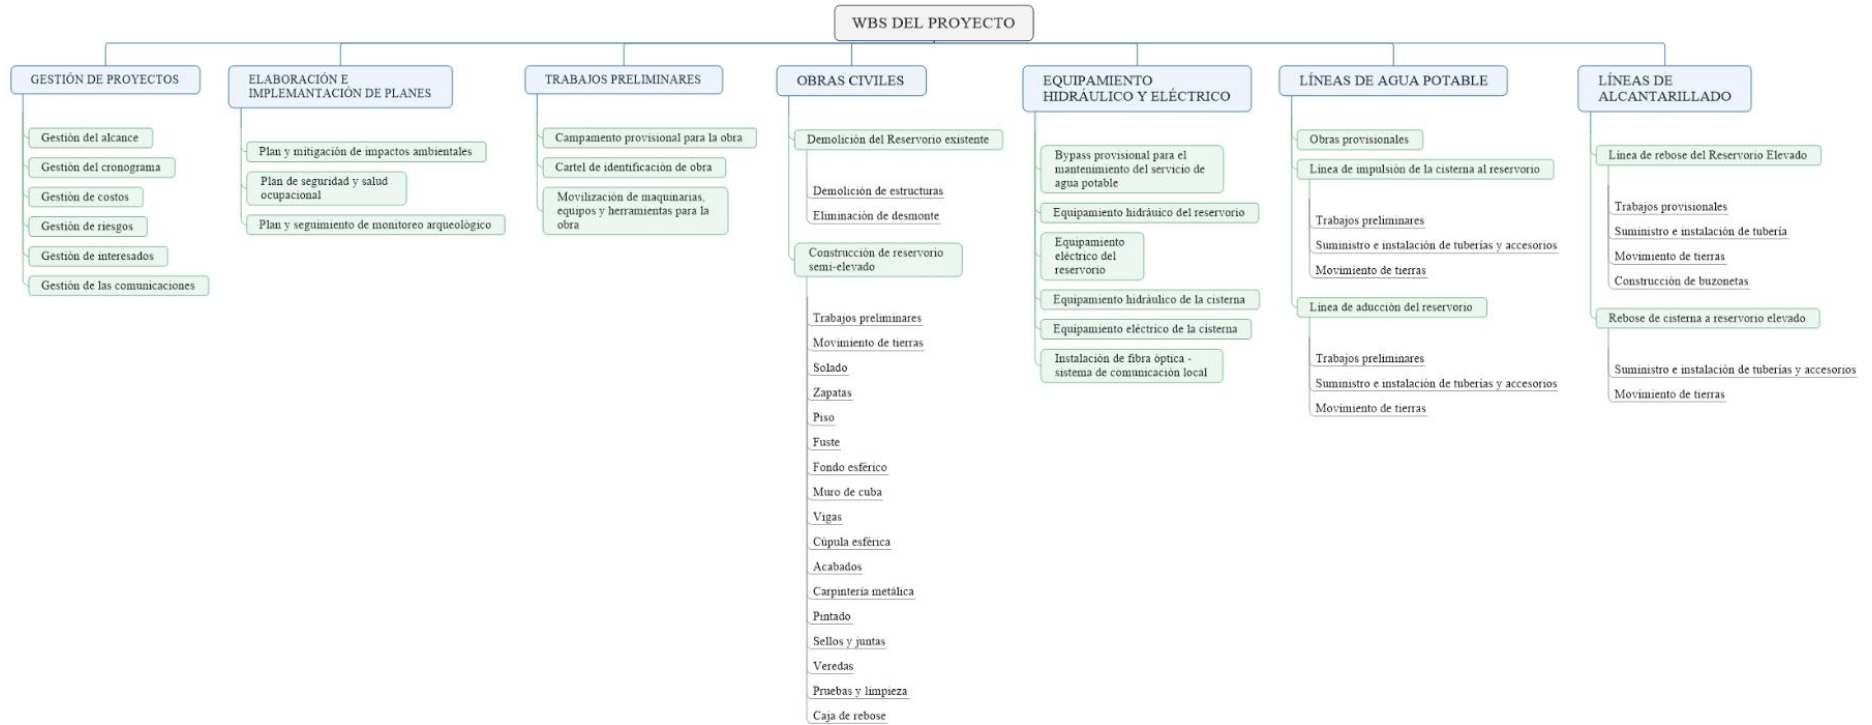 WBS DEL PROYECTO
GESTIÓN DE PROYECTOS
Gestión del alcance
Gestión del cronograma
Gestión de costos
Gestión de riesgos
Gestión de interesados
Gestión de las comunicaciones
ELABORACIÓN E
IMPLEMANTACIÓN DE PLANES
Plan y mitigación de impactos ambientales
Plan de seguridad y salud
ocupacional
Plan y seguimiento de monitoreo arqueológico
TRABAJOS PRELIMINARES
Campamento provisional para la obra
Cartel de identificación de obra
Movilización de maquinarias,
equipos y herramientas para la
obra
OBRAS CIVILES
Demolición del Reservorio existente
Demolición de estructuras
Eliminación de desmonte
Construcción de reservorio
semi-elevado
Trabajos preliminares
Movimiento de tierras
Solado
Zapatas
Piso
Fuste
Fondo esférico
Muro de cuba
Vigas
Cúpula esférica
Acabados
Carpintería metálica
Pintado
Sellos y juntas
Veredas
Pruebas y limpieza
Caja de rebose
EQUIPAMIENTO
HIDRÁULICO Y ELÉCTRICO
Bypass provisional para el
mantenimiento del servicio de
agua potable
Equipamiento hidráuico del reservorio
Equipamiento
eléctrico del
reservorio
Equipamiento hidráulico de la cisterna
Equipamiento eléctrico de la cisterna
Instalación de fibra óptica -
sistema de comunicación local
LÍNEAS DE AGUA POTABLE
Obras provisionales
Línea de impulsión de la cisterna al reservorio
Trabajos preliminares
Suministro e instalación de tuberías y accesorios
Movimiento de tierras
Línea de aducción del reservorio
Trabajos preliminares
Suministro e instalación de tuberías y accesorios
Movimiento de tierras
LÍNEAS DE
ALCANTARILLADO
Línea de rebose del Reservorio Elevado
Trabajos provisionales
Suministro e instalación de tubería
Movimiento de tierras
Construcción de buzonetas
Rebose de cisterna a reservorio elevado
Suministro e instalación de tuberías y accesorios
Movimiento de tierras